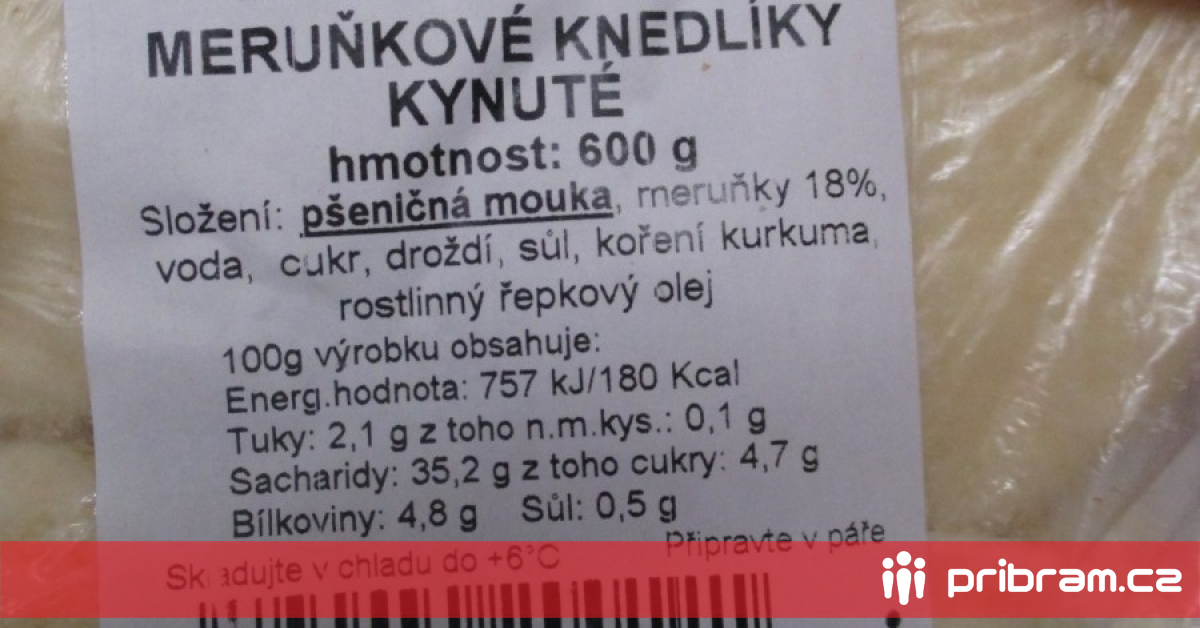 MERUŇKOVÉ KNEDLÍKY
KYNUTÉ
hmotnost: 600 g
Složení: pšeničná mouka, meruňky 18%,
voda, cukr, droždí, sůl, koření kurkuma,
rostlinný řepkový olej
100g výrobku obsahuje:
Energ.hodnota: 757 kJ/180 Kcal
Tuky: 2,1 g z toho n.m.kys.: 0,1 g
Sacharidy: 35,2 g z toho cukry: 4,7 g
Bílkoviny: 4,8 g Sůl: 0,5 g
Připravte v páře
Skladujte v chladu do +6°C
pribram.cz